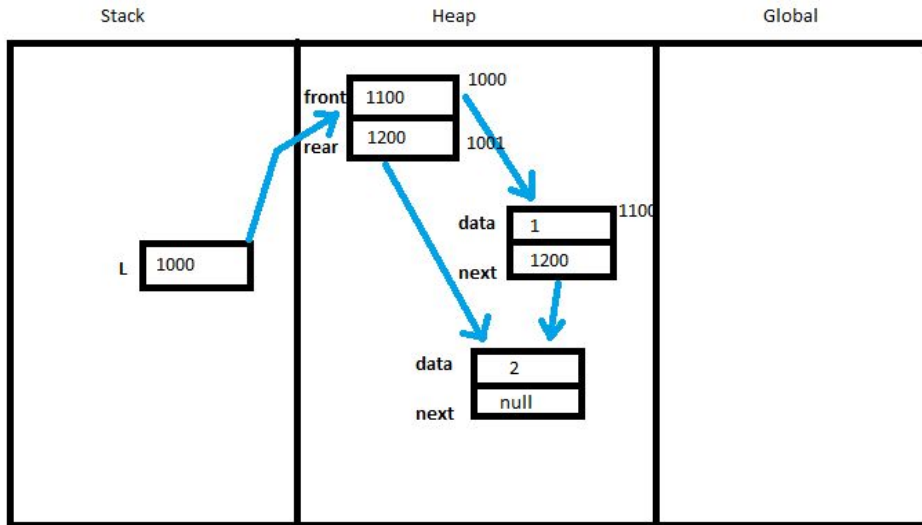 Stack Heap Global
front 1100 1000
rear 1200 1001
data 1 1100
L 1000 next 1200
data 2
next null